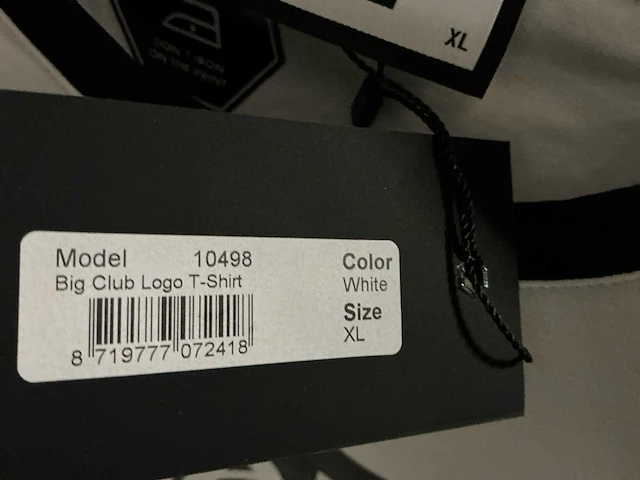 XL
DON'T IRON
ON THE PRINT
Model 10498
Big Club Logo T-Shirt
Color
White
Size
XL
8 719777 072418